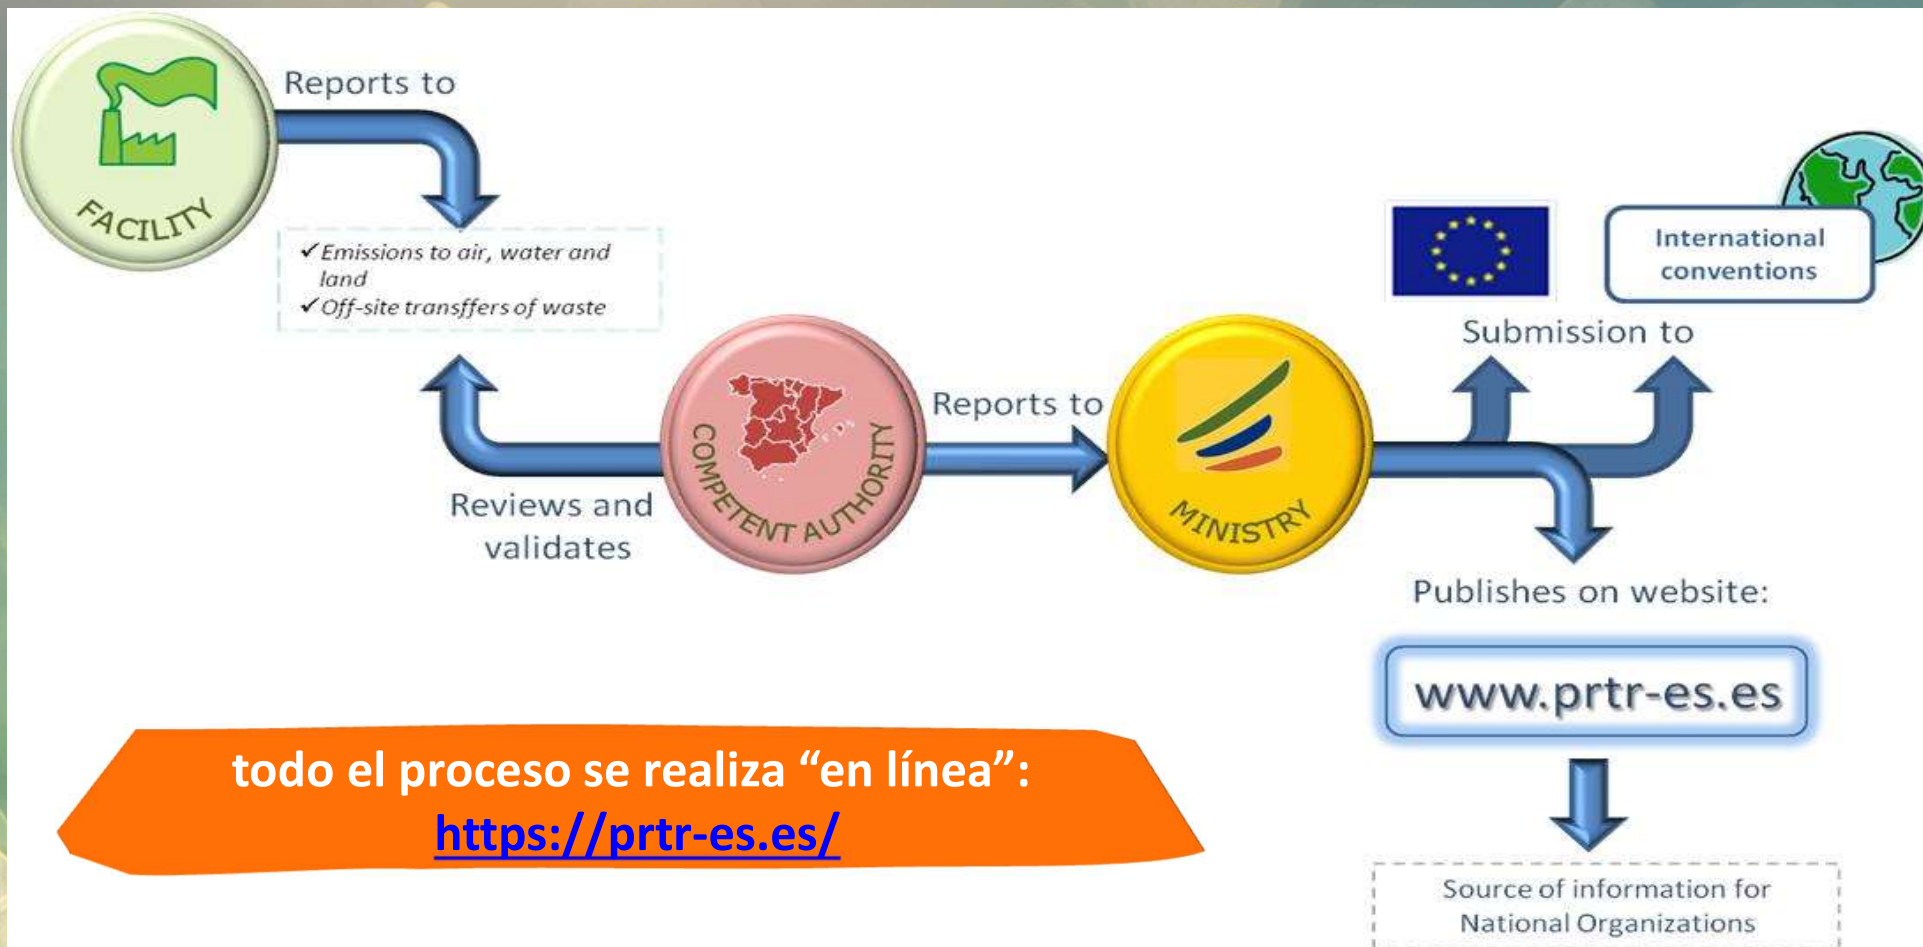 Reports to
FACILITY
✓ Emissions to air, water and
land
✓ Off-site transffers of waste
Reviews and
validates
COMPETENT AUTHORITY
Reports to
MINISTRY
International
conventions
Submission to
Publishes on website:
www.prtr-es.es
Source of information for
National Organizations
todo el proceso se realiza “en línea”:
https://prtr-es.es/